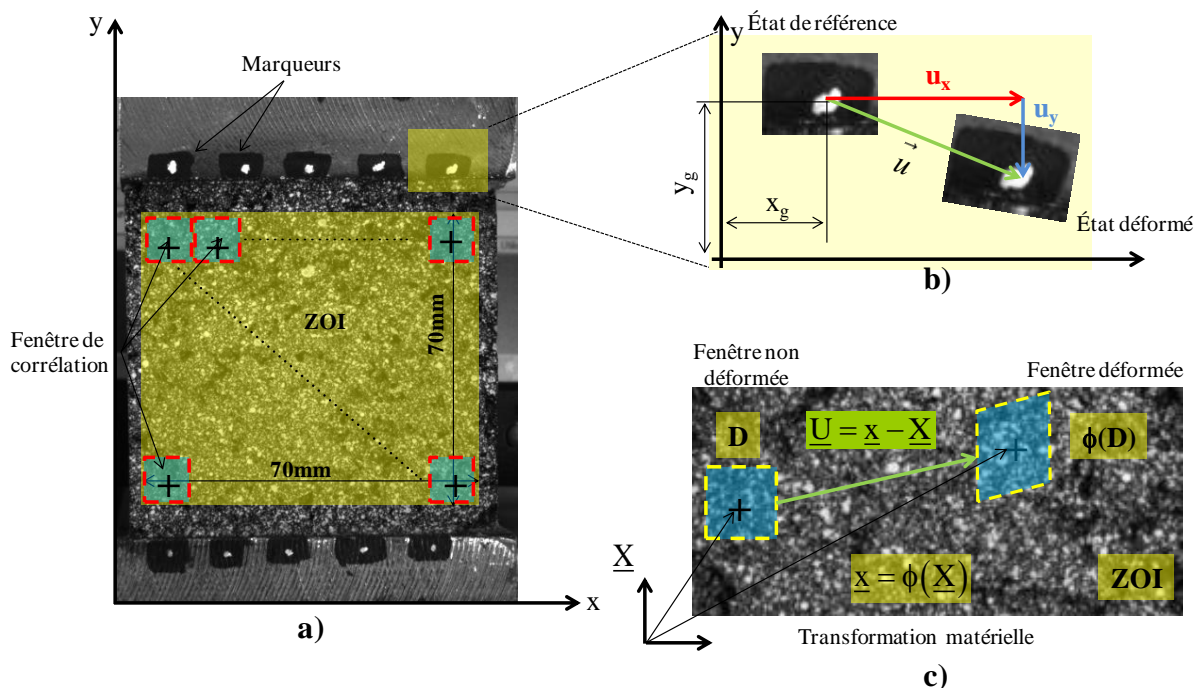 y
Marqueurs
Fenêtre de
corrélation
ZOI
70mm
70mm
x
a)
État de référence
y
u_x
u_y
u
y_g
x_g
État déformé
b)
Fenêtre non
déformée
Fenêtre déformée
D
U = x − X
ϕ(D)
x = ϕ(X)
ZOI
X
Transformation matérielle
c)